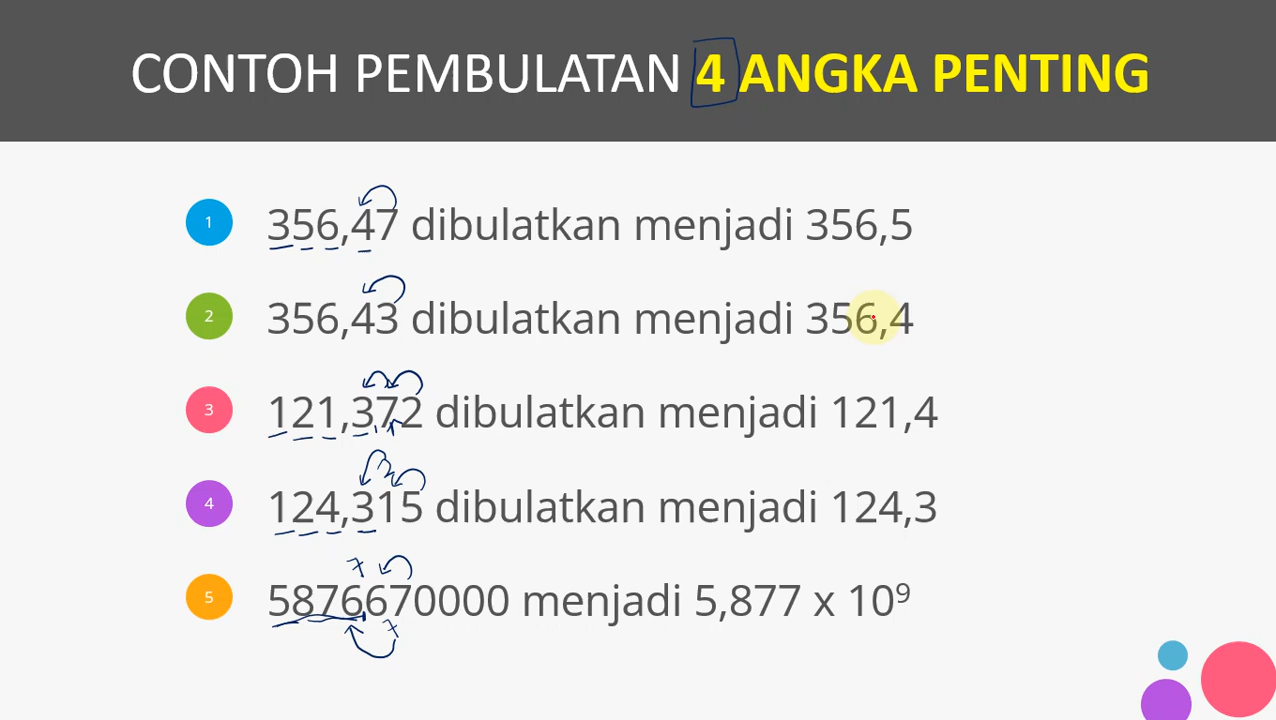 CONTOH PEMBULATAN 4 ANGKA PENTING
1 356,47 dibulatkan menjadi 356,5
2 356,43 dibulatkan menjadi 356,4
3 121,372 dibulatkan menjadi 121,4
4 124,315 dibulatkan menjadi 124,3
7
5 5876670000 menjadi 5,877 x 10⁹
7